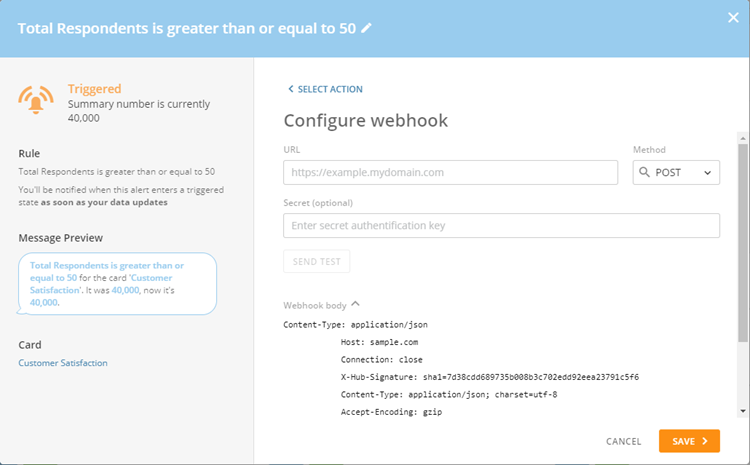 Total Respondents is greater than or equal to 50
Triggered
Summary number is currently
40,000
Rule
Total Respondents is greater than or equal to 50
You'll be notified when this alert enters a triggered
state as soon as your data updates
Message Preview
Total Respondents is greater than or
equal to 50 for the card 'Customer
Satisfaction'. It was 40,000, now it's
40,000.
Card
Customer Satisfaction
SELECT ACTION
Configure webhook
URL
Method
https://example.mydomain.com
POST
Secret (optional)
Enter secret authentification key
SEND TEST
Webhook body
Content-Type: application/json
Host: sample.com
Connection: close
X-Hub-Signature: sha1=7d38cdd689735b008b3c702edd92eea23791c5f6
Content-Type: application/json; charset=utf-8
Accept-Encoding: gzip
CANCEL
SAVE